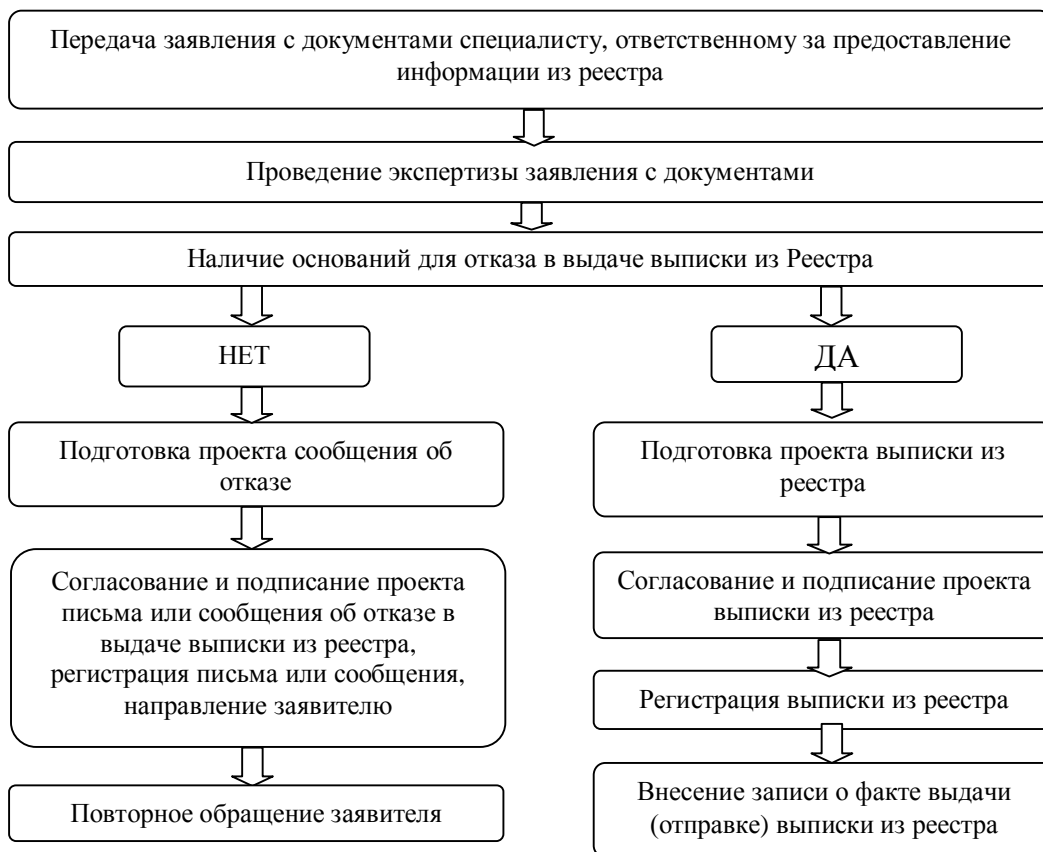 Передача заявления с документами специалисту, ответственному за предоставление
информации из реестра
Проведение экспертизы заявления с документами
Наличие оснований для отказа в выдаче выписки из Реестра
НЕТ
ДА
Подготовка проекта сообщения об
отказе
Подготовка проекта выписки из
реестра
Согласование и подписание проекта
письма или сообщения об отказе в
выдаче выписки из реестра,
регистрация письма или сообщения,
направление заявителю
Согласование и подписание проекта
выписки из реестра
Регистрация выписки из реестра
Повторное обращение заявителя
Внесение записи о факте выдачи
(отправке) выписки из реестра